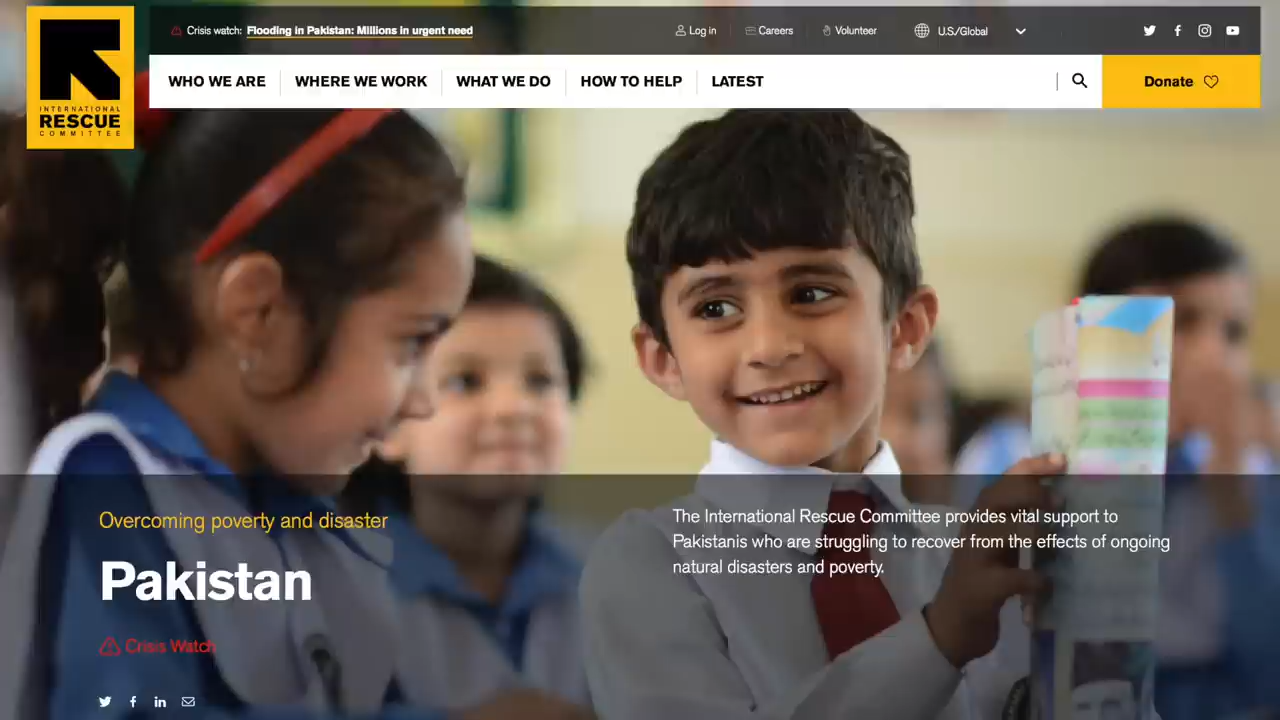 INTERNATIONAL
RESCUE
COMMITTEE
Crisis watch: Flooding in Pakistan: Millions in urgent need
Log in
Careers
Volunteer
U.S./Global
WHO WE ARE
WHERE WE WORK
WHAT WE DO
HOW TO HELP
LATEST
Donate
Overcoming poverty and disaster
Pakistan
Crisis Watch
The International Rescue Committee provides vital support to
Pakistanis who are struggling to recover from the effects of ongoing
natural disasters and poverty.